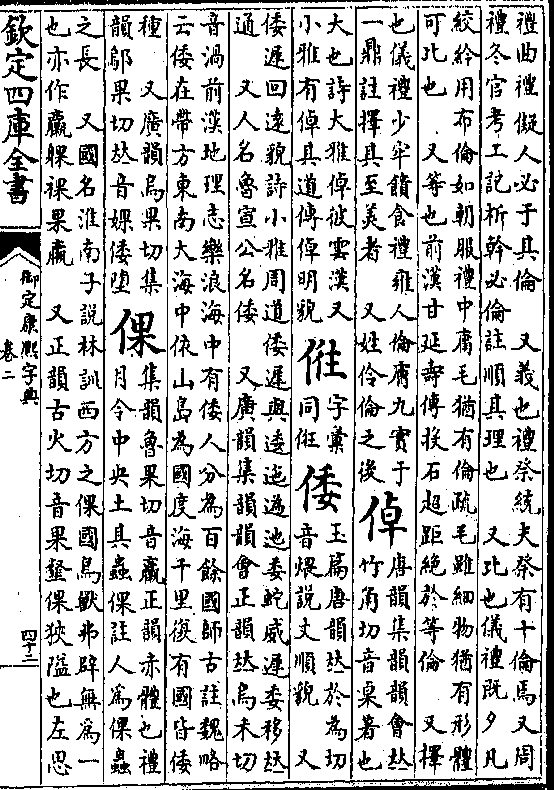 禮曲禮儗人必于其倫　又義也禮祭統夫祭有十倫焉又周
禮冬官考工記析幹必倫註順其理也　又比也儀禮既夕凡
絞紟用布倫如朝服禮中庸毛猶有倫疏毛雖細物猶有形體
可比也　又等也前漢甘延壽傳投石超距絶於等倫　又擇
也儀禮少牢饋食禮雍人倫膚九實于
一鼎註擇其至美者　又姓伶倫之後
倬
唐韻集韻韻會𠀤
竹角切音桌著也
大也詩大雅倬彼雲漢又
小雅有倬其道傳倬明貌
字彙
同俇
倭
玉篇唐韻𠀤於為切
音煨說文順貌　又
倭遲回遠貌詩小雅周道倭遲與逶迤逶池委蛇威遲委移𠀤
通　又人名魯宣公名倭　又廣韻集韻韻會正韻𠀤烏禾切
音渦前漢地理志樂浪海中有倭人分為百餘國師古註魏略
云倭在帶方東南大海中依山島為國度海千里復有國皆倭
種　又廣韻烏果切集
韻鄔果切𠀤音婐倭墮
倮
集韻魯果切音臝正韻赤體也禮
月令中央土其蟲倮註人為倮蟲
之長　又國名淮南子說林訓西方之倮國鳥獸弗辟無為一
也亦作臝躶裸果蠃　又正韻古火切音果蠡倮狹隘也左思
欽定四庫全書
御定康熙字典
卷二
四十二